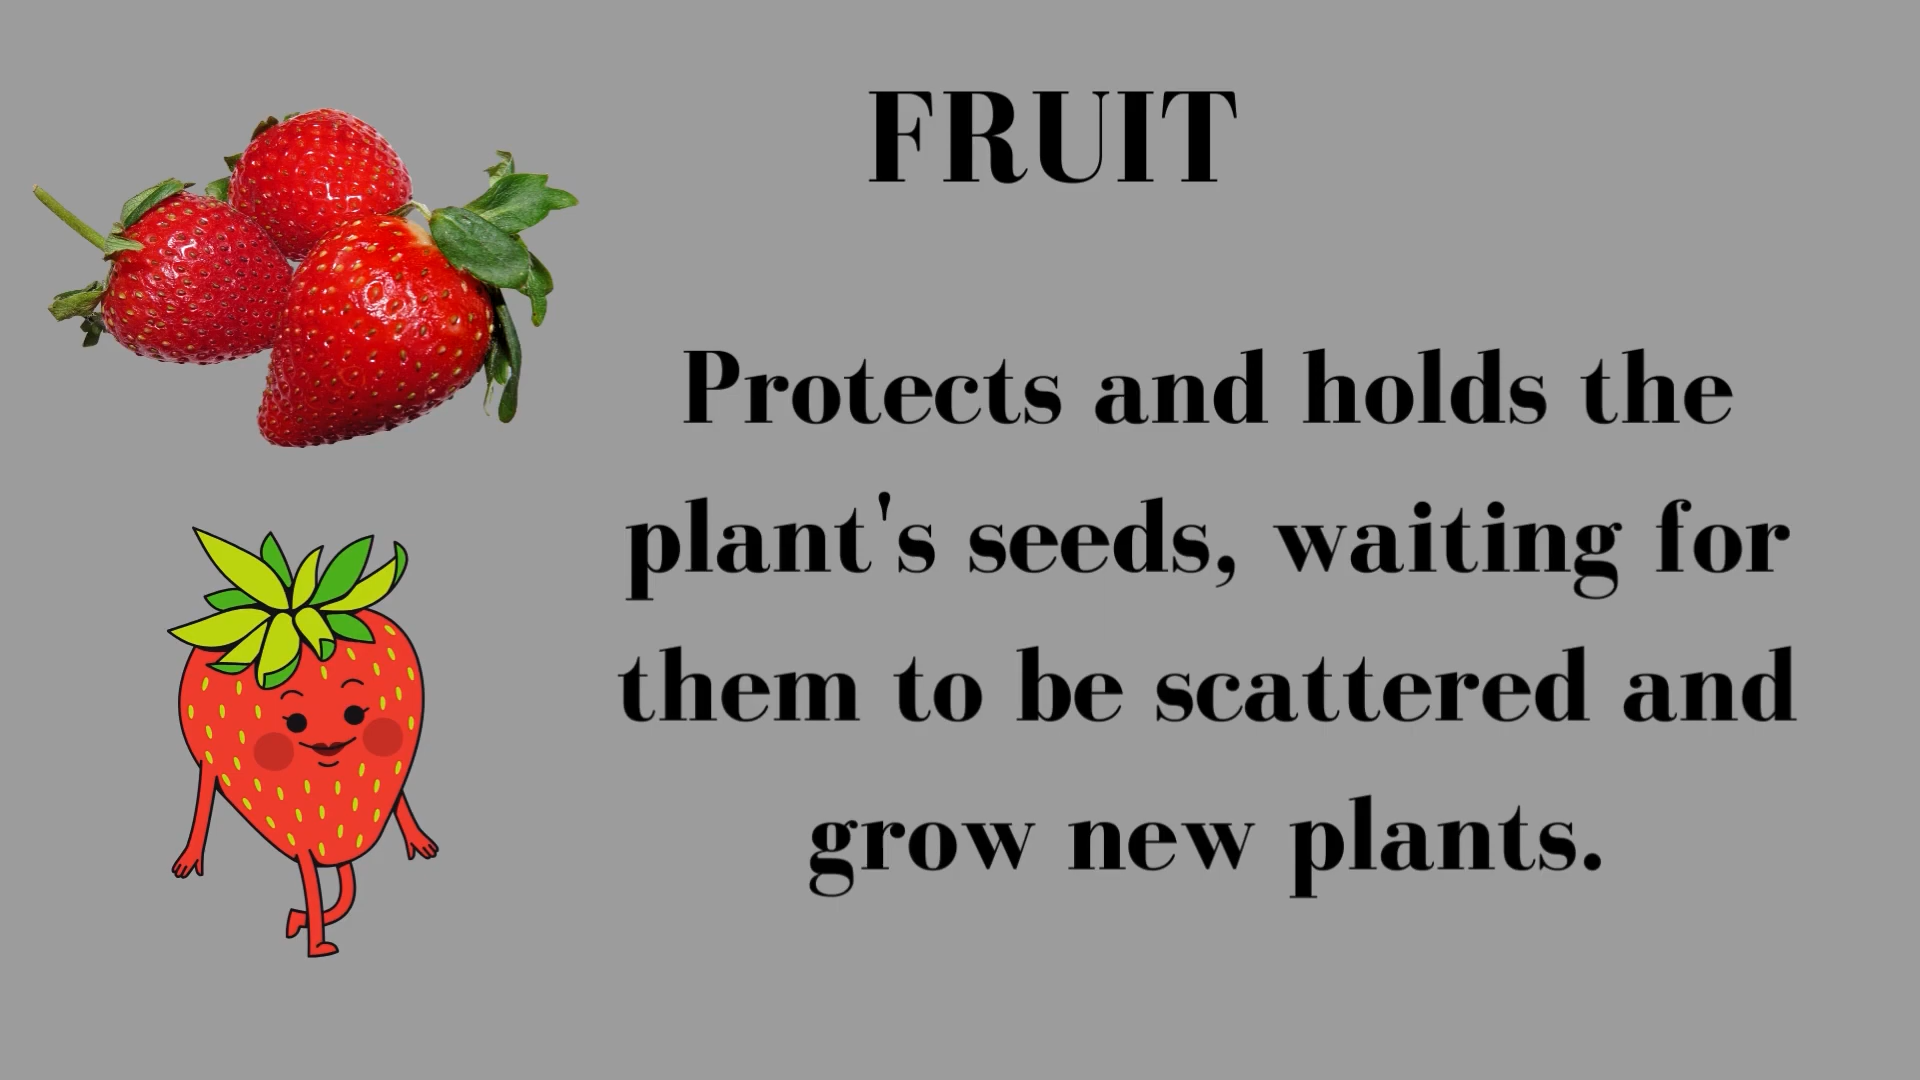 FRUIT
Protects and holds the
plant's seeds, waiting for
them to be scattered and
grow new plants.